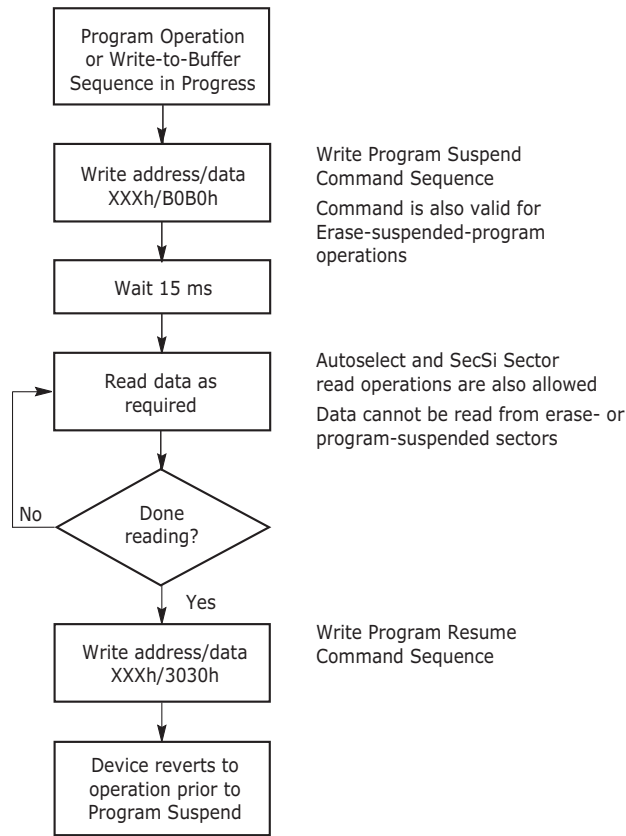 Program Operation
or Write-to-Buffer
Sequence in Progress
Write address/data
XXXh/B0B0h
Write Program Suspend
Command Sequence
Command is also valid for
Erase-suspended-program
operations
Wait 15 ms
Read data as
required
Autoselect and SecSi Sector
read operations are also allowed
Data cannot be read from erase- or
program-suspended sectors
Done
reading?
No
Yes
Write address/data
XXXh/3030h
Write Program Resume
Command Sequence
Device reverts to
operation prior to
Program Suspend